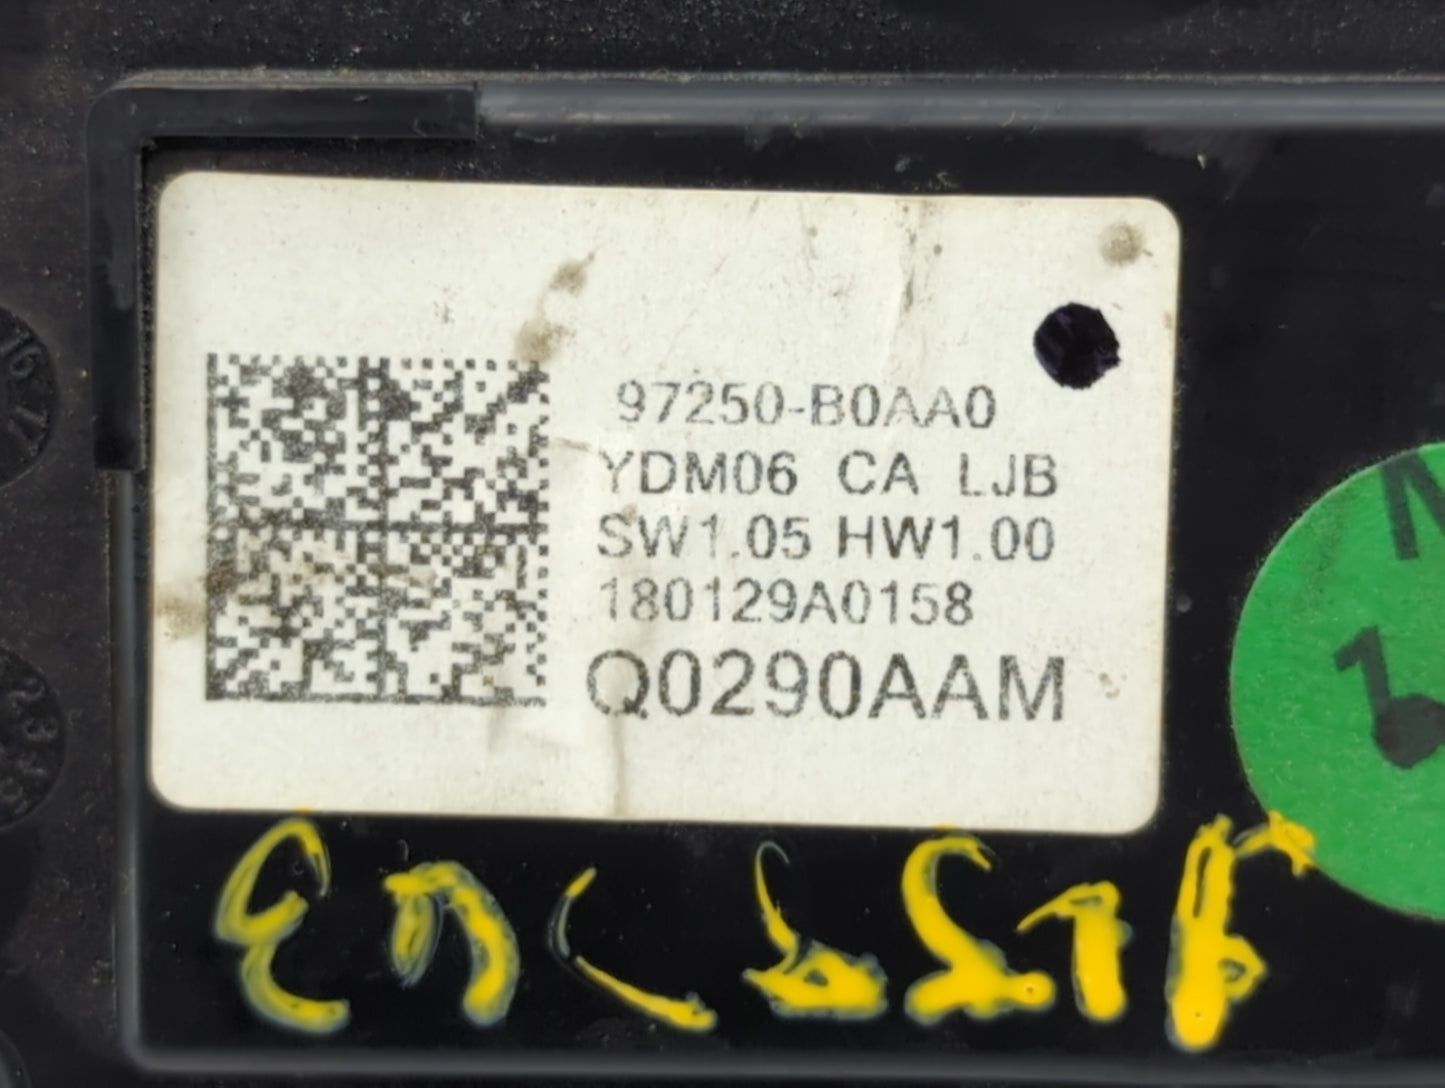 97250-B0AA0
YDM06 CA LJB
SW1.05 HW1.00
180129A0158
Q0290AAM